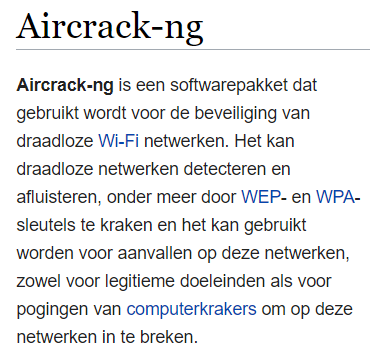 Aircrack-ng
Aircrack-ng is een softwarepakket dat
gebruikt wordt voor de beveiliging van
draadloze Wi-Fi netwerken. Het kan
draadloze netwerken detecteren en
afluisteren, onder meer door WEP- en WPA-
sleutels te kraken en het kan gebruikt
worden voor aanvallen op deze netwerken,
zowel voor legitieme doeleinden als voor
pogingen van computerkrakers om op deze
netwerken in te breken.